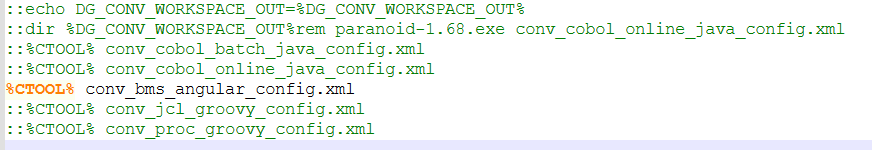 ::echo DG_CONV_WORKSPACE_OUT=%DG_CONV_WORKSPACE_OUT%
::dir %DG_CONV_WORKSPACE_OUT%rem paranoid-1.68.exe conv_cobol_online_java_config.xml
::%CTOOL% conv_cobol_batch_java_config.xml
::%CTOOL% conv_cobol_online_java_config.xml
%CTOOL% conv_bms_angular_config.xml
::%CTOOL% conv_jcl_groovy_config.xml
::%CTOOL% conv_proc_groovy_config.xml